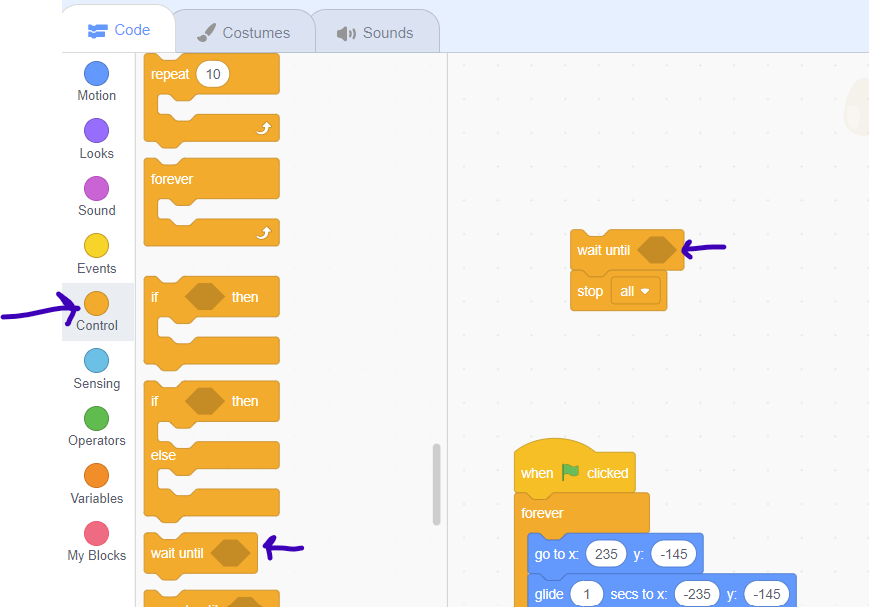 Code
Costumes
Sounds
Motion
Looks
Sound
Events
Control
Sensing
Operators
Variables
My Blocks
repeat 10
forever
if then
if then
else
wait until
wait until
stop all
when clicked
forever
go to x: 235 y: -145
glide 1 secs to x: -235 y: -145